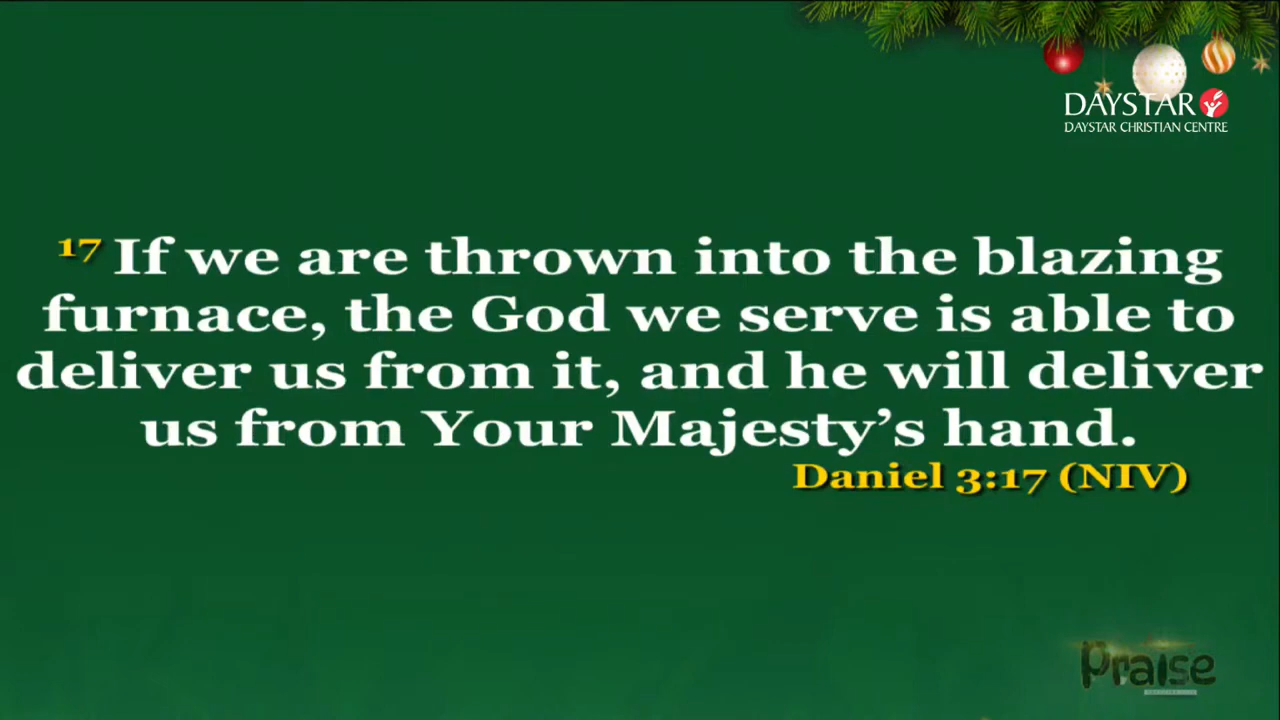 DAYSTAR
DAYSTAR CHRISTIAN CENTRE
17 If we are thrown into the blazing
furnace, the God we serve is able to
deliver us from it, and he will deliver
us from Your Majesty’s hand.
Daniel 3:17 (NIV)
Praise